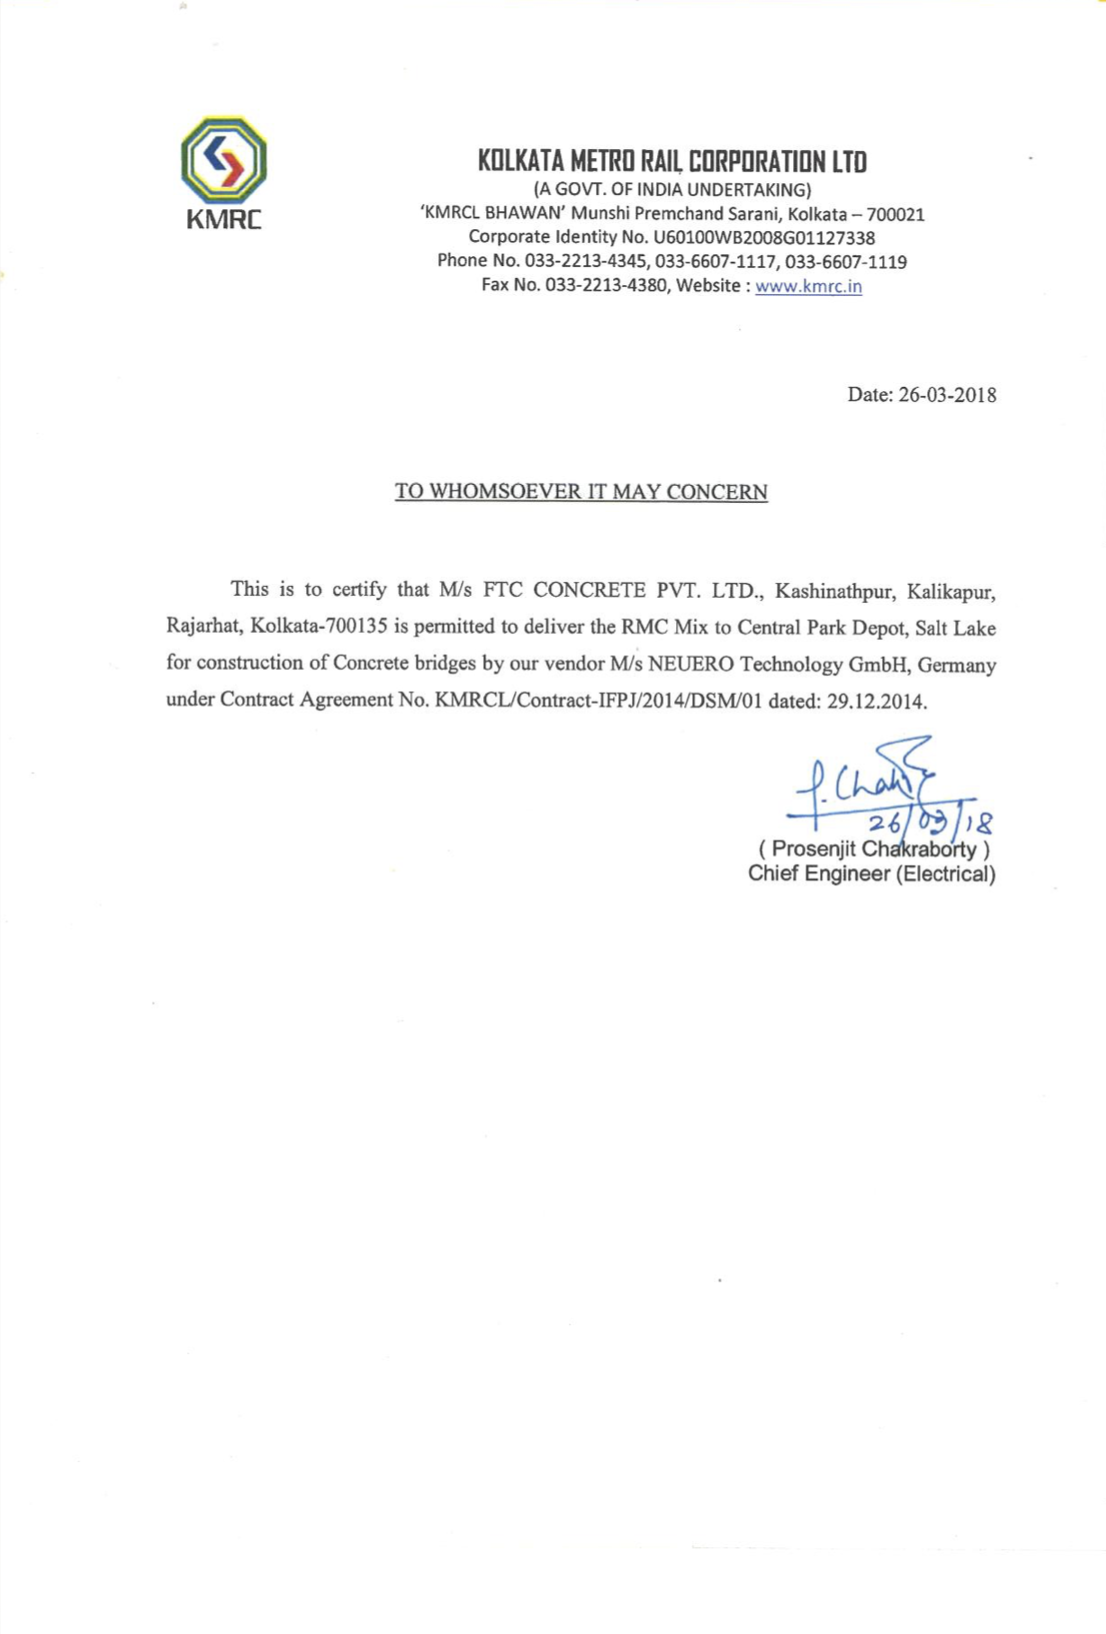 KMRC
KOLKATA METRO RAIL CORPORATION LTD
(A GOVT. OF INDIA UNDERTAKING)
‘KMRCL BHAWAN’ Munshi Premchand Sarani, Kolkata – 700021
Corporate Identity No. U60100WB2008G01127338
Phone No. 033-2213-4345, 033-6607-1117, 033-6607-1119
Fax No. 033-2213-4380, Website : www.kmrc.in
Date: 26-03-2018
TO WHOMSOEVER IT MAY CONCERN
This is to certify that M/s FTC CONCRETE PVT. LTD., Kashinathpur, Kalikapur,
Rajarhat, Kolkata-700135 is permitted to deliver the RMC Mix to Central Park Depot, Salt Lake
for construction of Concrete bridges by our vendor M/s NEUERO Technology GmbH, Germany
under Contract Agreement No. KMRCL/Contract-IFPJ/2014/DSM/01 dated: 29.12.2014.
26/03/18
( Prosenjit Chakraborty )
Chief Engineer (Electrical)